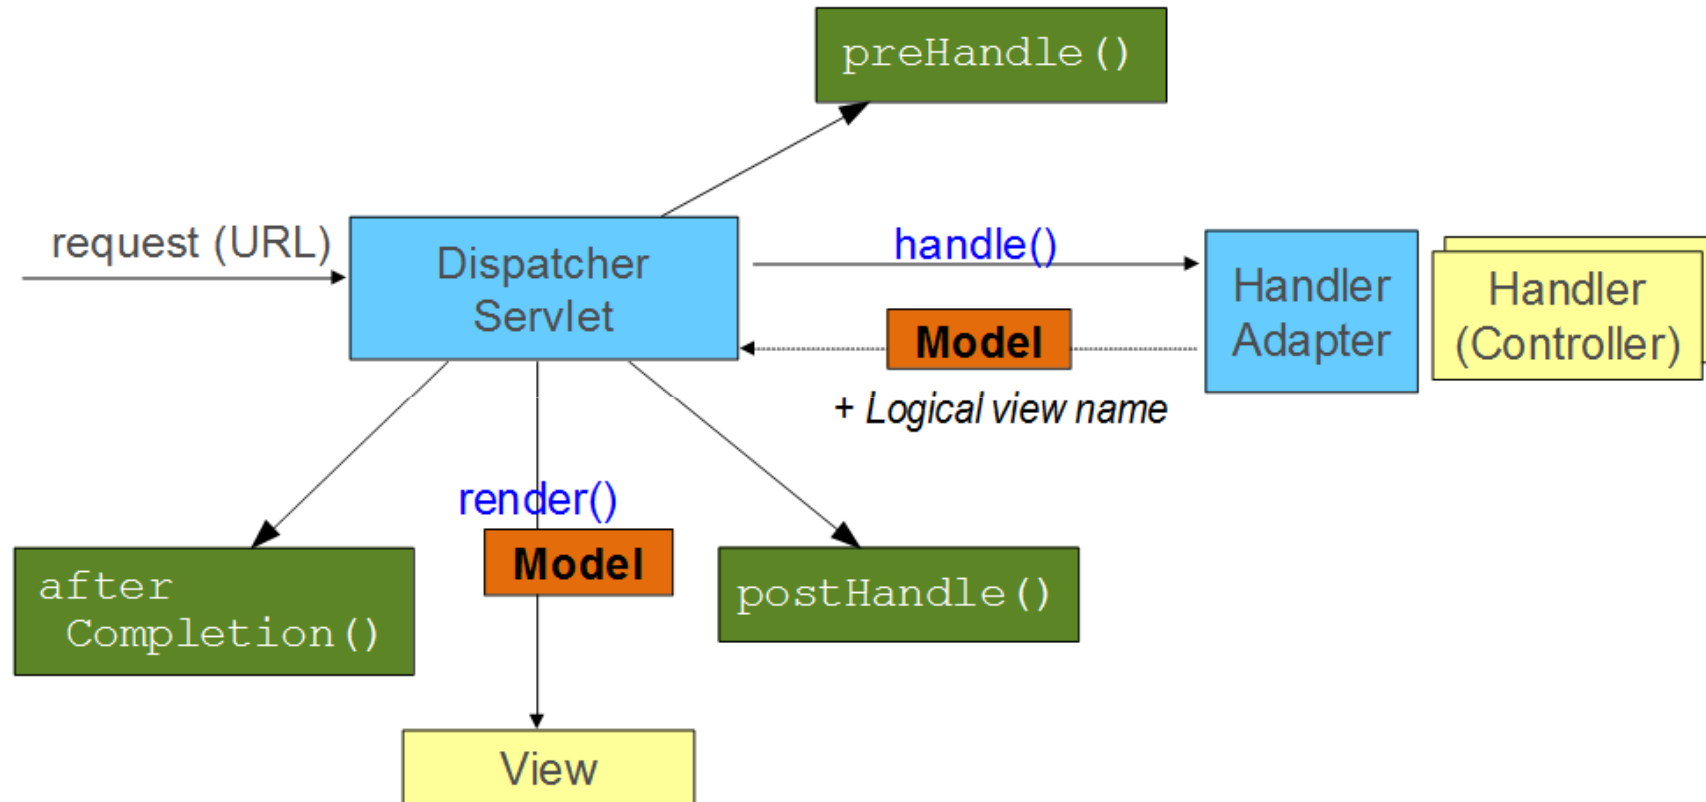 preHandle()
request (URL)
Dispatcher
Servlet
handle()
Handler
Adapter
Handler
(Controller)
Model
+ Logical view name
render()
Model
after
Completion()
postHandle()
View